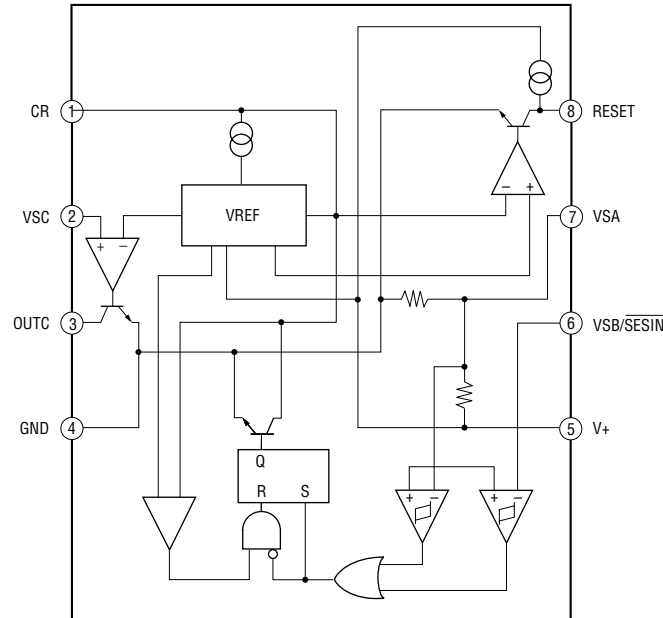 CR 1
8 RESET
VREF
− +
VSC 2
7 VSA
+ −
OUTC 3
6 VSB/SESIN
GND 4
5 V+
Q
R S
+ −
+ −